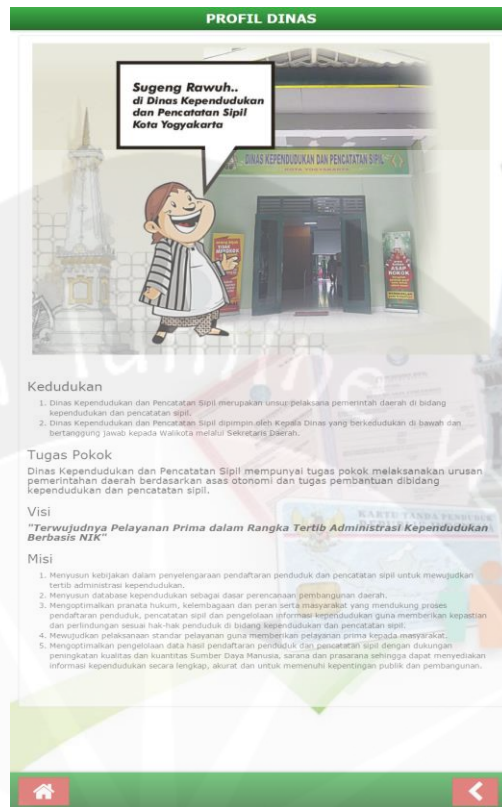 PROFIL DINAS
Sugeng Rawuh..
di Dinas Kependudukan
dan Pencatatan Sipil
Kota Yogyakarta
DINAS KEPENDUDUKAN DAN PENCATATAN SIPIL
KOTA YOGYAKARTA
ASAP
ROKOK
Kedudukan
1. Dinas Kependudukan dan Pencatatan Sipil merupakan unsur pelaksana pemerintah daerah di bidang
kependudukan dan pencatatan sipil.
2. Dinas Kependudukan dan Pencatatan Sipil dipimpin oleh Kepala Dinas yang berkedudukan di bawah dan
bertanggung jawab kepada Walikota melalui Sekretaris Daerah.
Tugas Pokok
Dinas Kependudukan dan Pencatatan Sipil mempunyai tugas pokok melaksanakan urusan
pemerintahan daerah berdasarkan asas otonomi dan tugas pembantuan dibidang
kependudukan dan pencatatan sipil.
KARTU TANDA PENDUDUK
Visi
"Terwujudnya Pelayanan Prima dalam Rangka Tertib Administrasi Kependudukan
Berbasis NIK"
Misi
1. Menyusun kebijakan dalam penyelengaraan pendaftaran penduduk dan pencatatan sipil untuk mewujudkan
tertib administrasi kependudukan.
2. Menyusun database kependudukan sebagai dasar perencanaan pembangunan daerah.
3. Mengoptimalkan pranata hukum, kelembagaan dan peran serta masyarakat yang mendukung proses
pendaftaran penduduk, pencatatan sipil dan pengelolaan informasi kependudukan guna memberikan kepastian
dan perlindungan sesuai hak-hak penduduk di bidang kependudukan dan pencatatan sipil.
4. Mewujudkan pelaksanaan standar pelayanan guna memberikan pelayanan prima kepada masyarakat.
5. Mengoptimalkan pengelolaan data hasil pendaftaran penduduk dan pencatatan sipil dengan dukungan
peningkatan kualitas dan kuantitas Sumber Daya Manusia, sarana dan prasarana sehingga dapat menyediakan
informasi kependudukan secara lengkap, akurat dan untuk memenuhi kepentingan publik dan pembangunan.